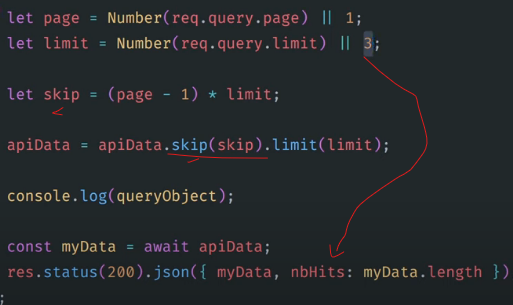 let page = Number(req.query.page) || 1;
let limit = Number(req.query.limit) || 3;
let skip = (page - 1) * limit;
apiData = apiData.skip(skip).limit(limit);
console.log(queryObject);
const myData = await apiData;
res.status(200).json({ myData, nbHits: myData.length })
;